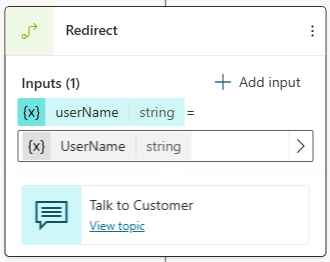 Redirect
Inputs (1)
Add input
{x} userName string =
{x} UserName string
Talk to Customer
View topic